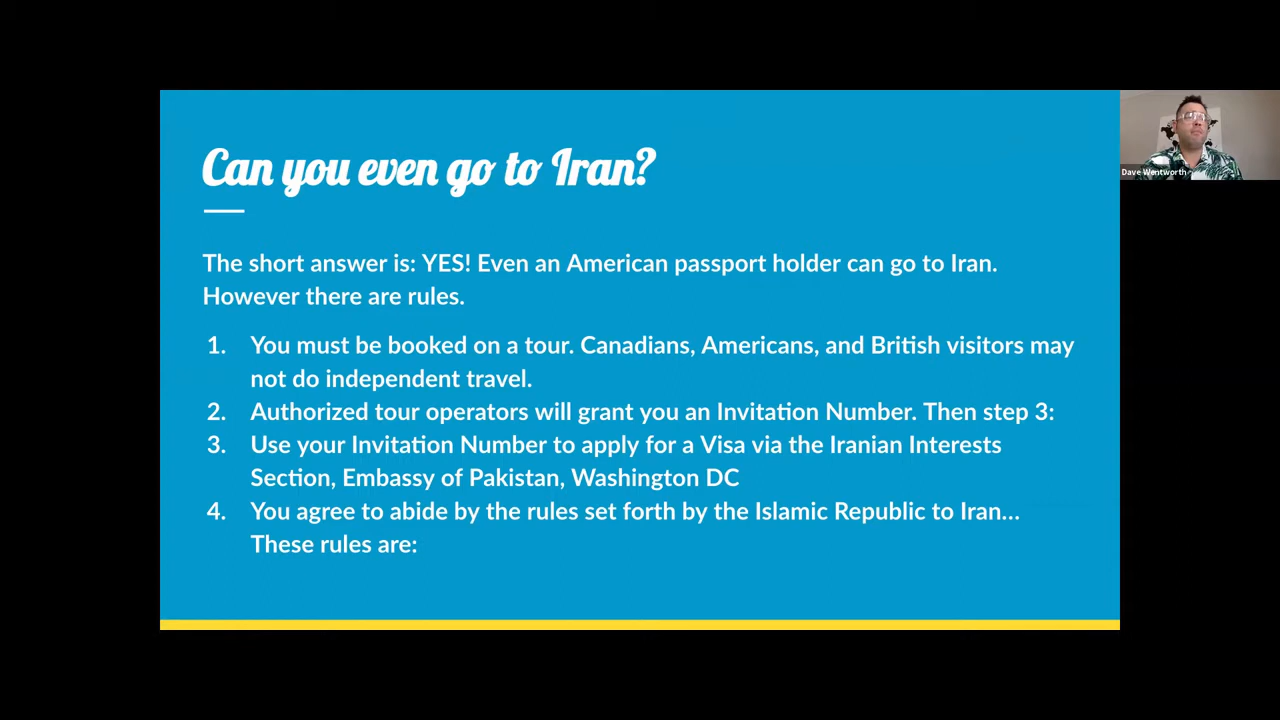 Can you even go to Iran?
The short answer is: YES! Even an American passport holder can go to Iran.
However there are rules.
1. You must be booked on a tour. Canadians, Americans, and British visitors may
not do independent travel.
2. Authorized tour operators will grant you an Invitation Number. Then step 3:
3. Use your Invitation Number to apply for a Visa via the Iranian Interests
Section, Embassy of Pakistan, Washington DC
4. You agree to abide by the rules set forth by the Islamic Republic to Iran...
These rules are:
Dave Wentworth